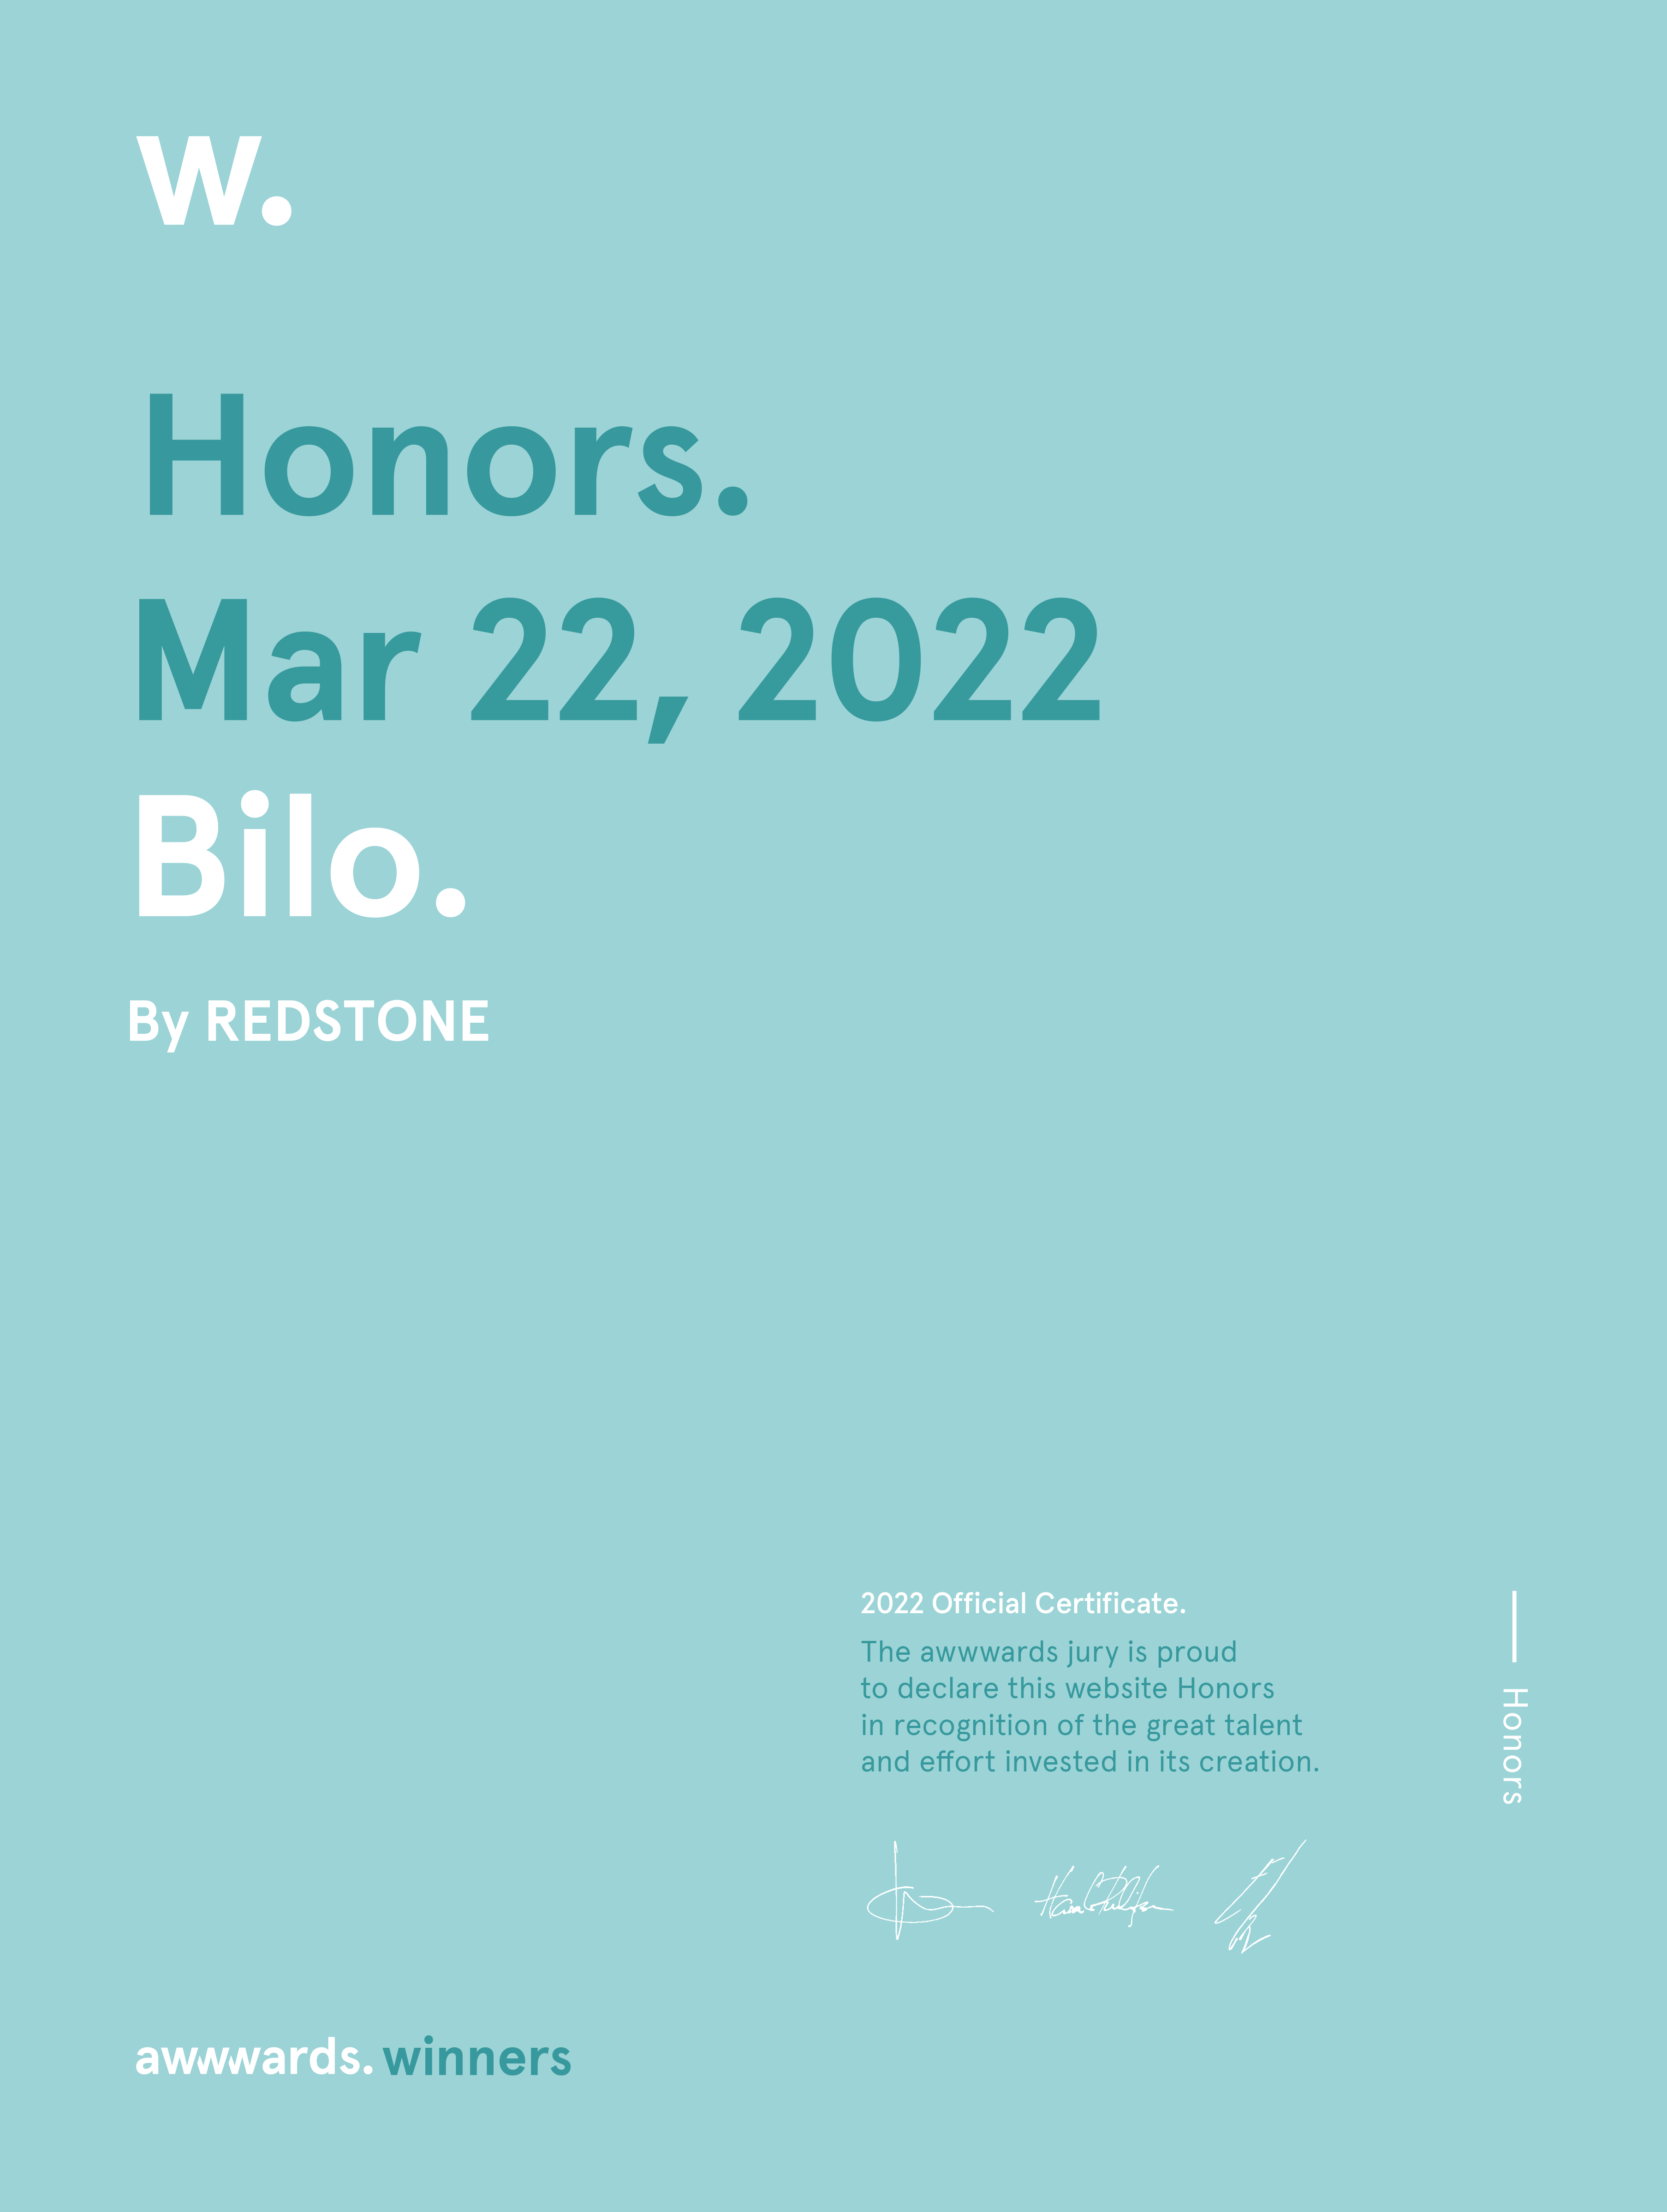 w.
Honors.
Mar 22, 2022
Bilo.
By REDSTONE
2022 Official Certificate.
The awwwards jury is proud
to declare this website Honors
in recognition of the great talent
and effort invested in its creation.
Honors
awwwards. winners